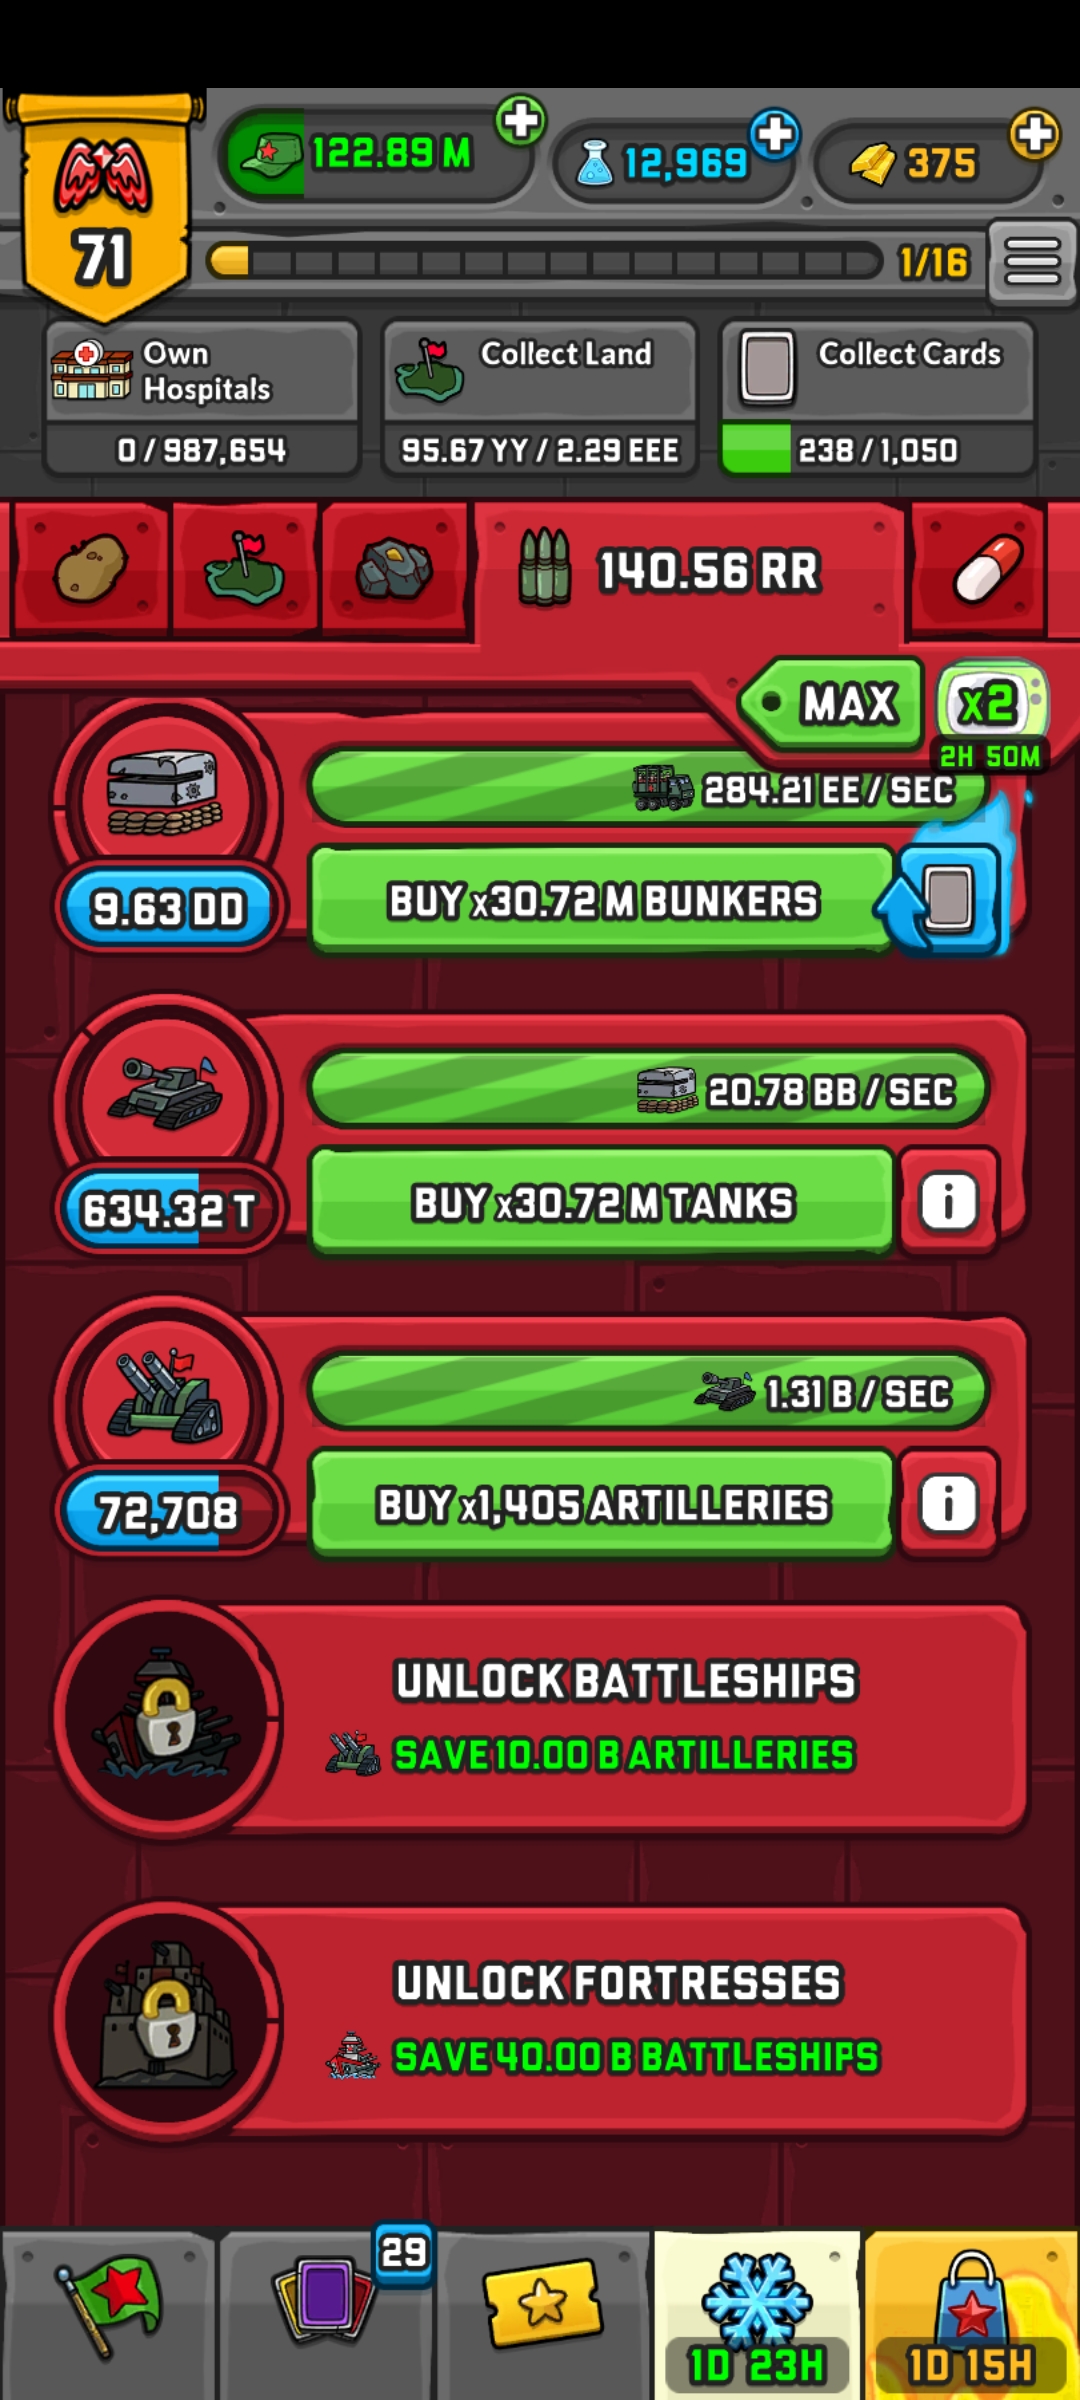 122.89 M
12,969
375
71
1/16
Own
Hospitals
Collect Land
Collect Cards
0 / 987,654
95.67 YY / 2.29 EEE
238 / 1,050
140.56 RR
MAX
x2
2H 50M
284.21 EE / SEC
9.63 DD
BUY x30.72 M BUNKERS
20.78 BB / SEC
634.32 T
BUY x30.72 M TANKS
i
1.31 B / SEC
72,708
BUY x1,405 ARTILLERIES
i
UNLOCK BATTLESHIPS
SAVE 10.00 B ARTILLERIES
UNLOCK FORTRESSES
SAVE 40.00 B BATTLESHIPS
29
1D 23H
1D 15H